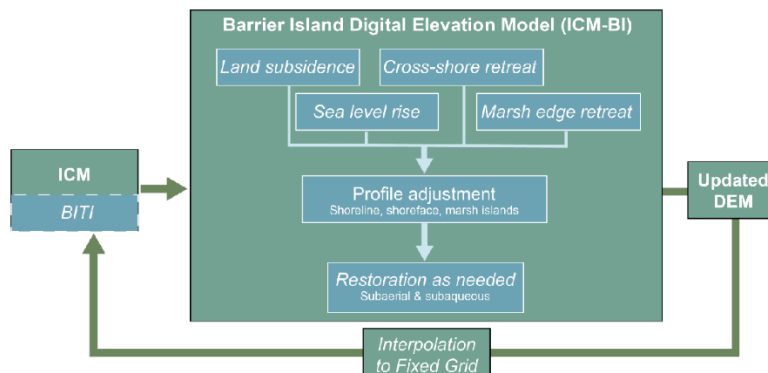 Barrier Island Digital Elevation Model (ICM-BI)
Land subsidence
Cross-shore retreat
Sea level rise
Marsh edge retreat
ICM
BITI
Profile adjustment
Shoreline, shoreface, marsh islands
Updated
DEM
Restoration as needed
Subaerial & subaqueous
Interpolation
to Fixed Grid